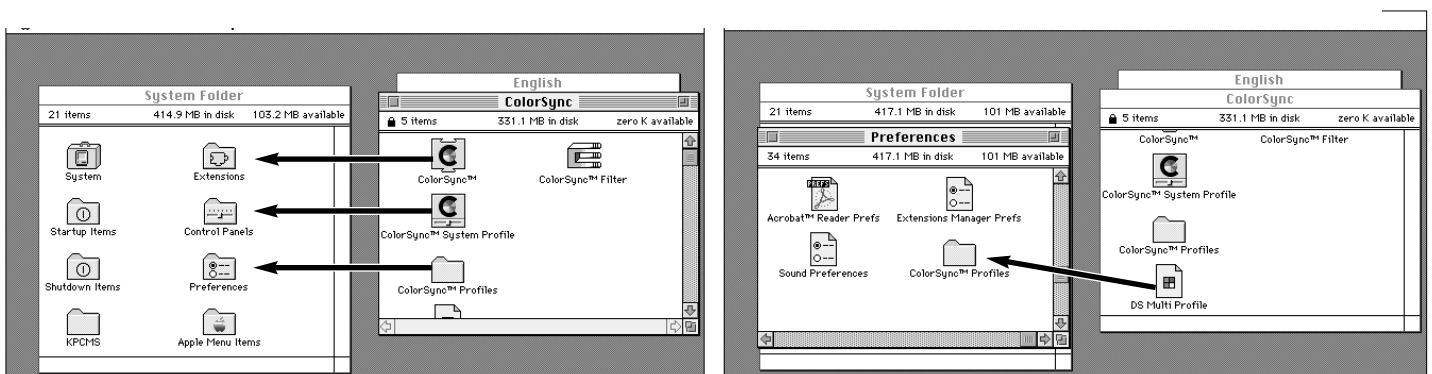 System Folder
21 items 414.9 MB in disk 103.2 MB available
System
Extensions
Startup Items
Control Panels
Shutdown Items
Preferences
KPCMS
Apple Menu Items
English
ColorSync
5 items 331.1 MB in disk zero K available
ColorSync™
ColorSync™ Filter
ColorSync™ System Profile
ColorSync™ Profiles
System Folder
21 items 417.1 MB in disk 101 MB available
Preferences
34 items 417.1 MB in disk 101 MB available
PREFS
Acrobat™ Reader Prefs
Extensions Manager Prefs
Sound Preferences
ColorSync™ Profiles
English
ColorSync
5 items 331.1 MB in disk zero K available
ColorSync™
ColorSync™ Filter
ColorSync™ System Profile
ColorSync™ Profiles
DS Multi Profile